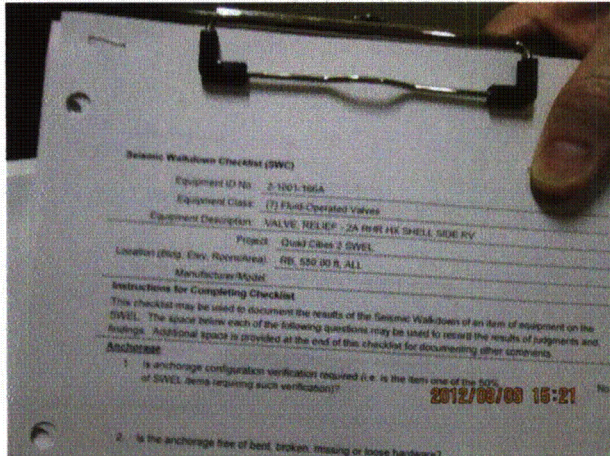 Seismic Walkdown Checklist (SWC)
Equipment ID No. 2-1001-166A
Equipment Class (7) Fluid-Operated Valves
Equipment Description VALVE, RELIEF - 2A RHR HX SHELL SIDE RV
Project Quad Cities 2 SWEL
Location (Bldg, Elev, Room/Area) RB, 589.00 ft, ALL
Manufacturer/Model
Instructions for Completing Checklist
This checklist may be used to document the results of the Seismic Walkdown of an item of equipment on the
SWEL. The space below each of the following questions may be used to record the results of judgments and
findings. Additional space is provided at the end of this checklist for documenting other comments.
Anchorage
1. Is anchorage configuration verification required (i.e. is the item one of the 50%
of SWEL items requiring such verification)?
2012/08/09 15:21
2. Is the anchorage free of bent, broken, missing or loose hardware?